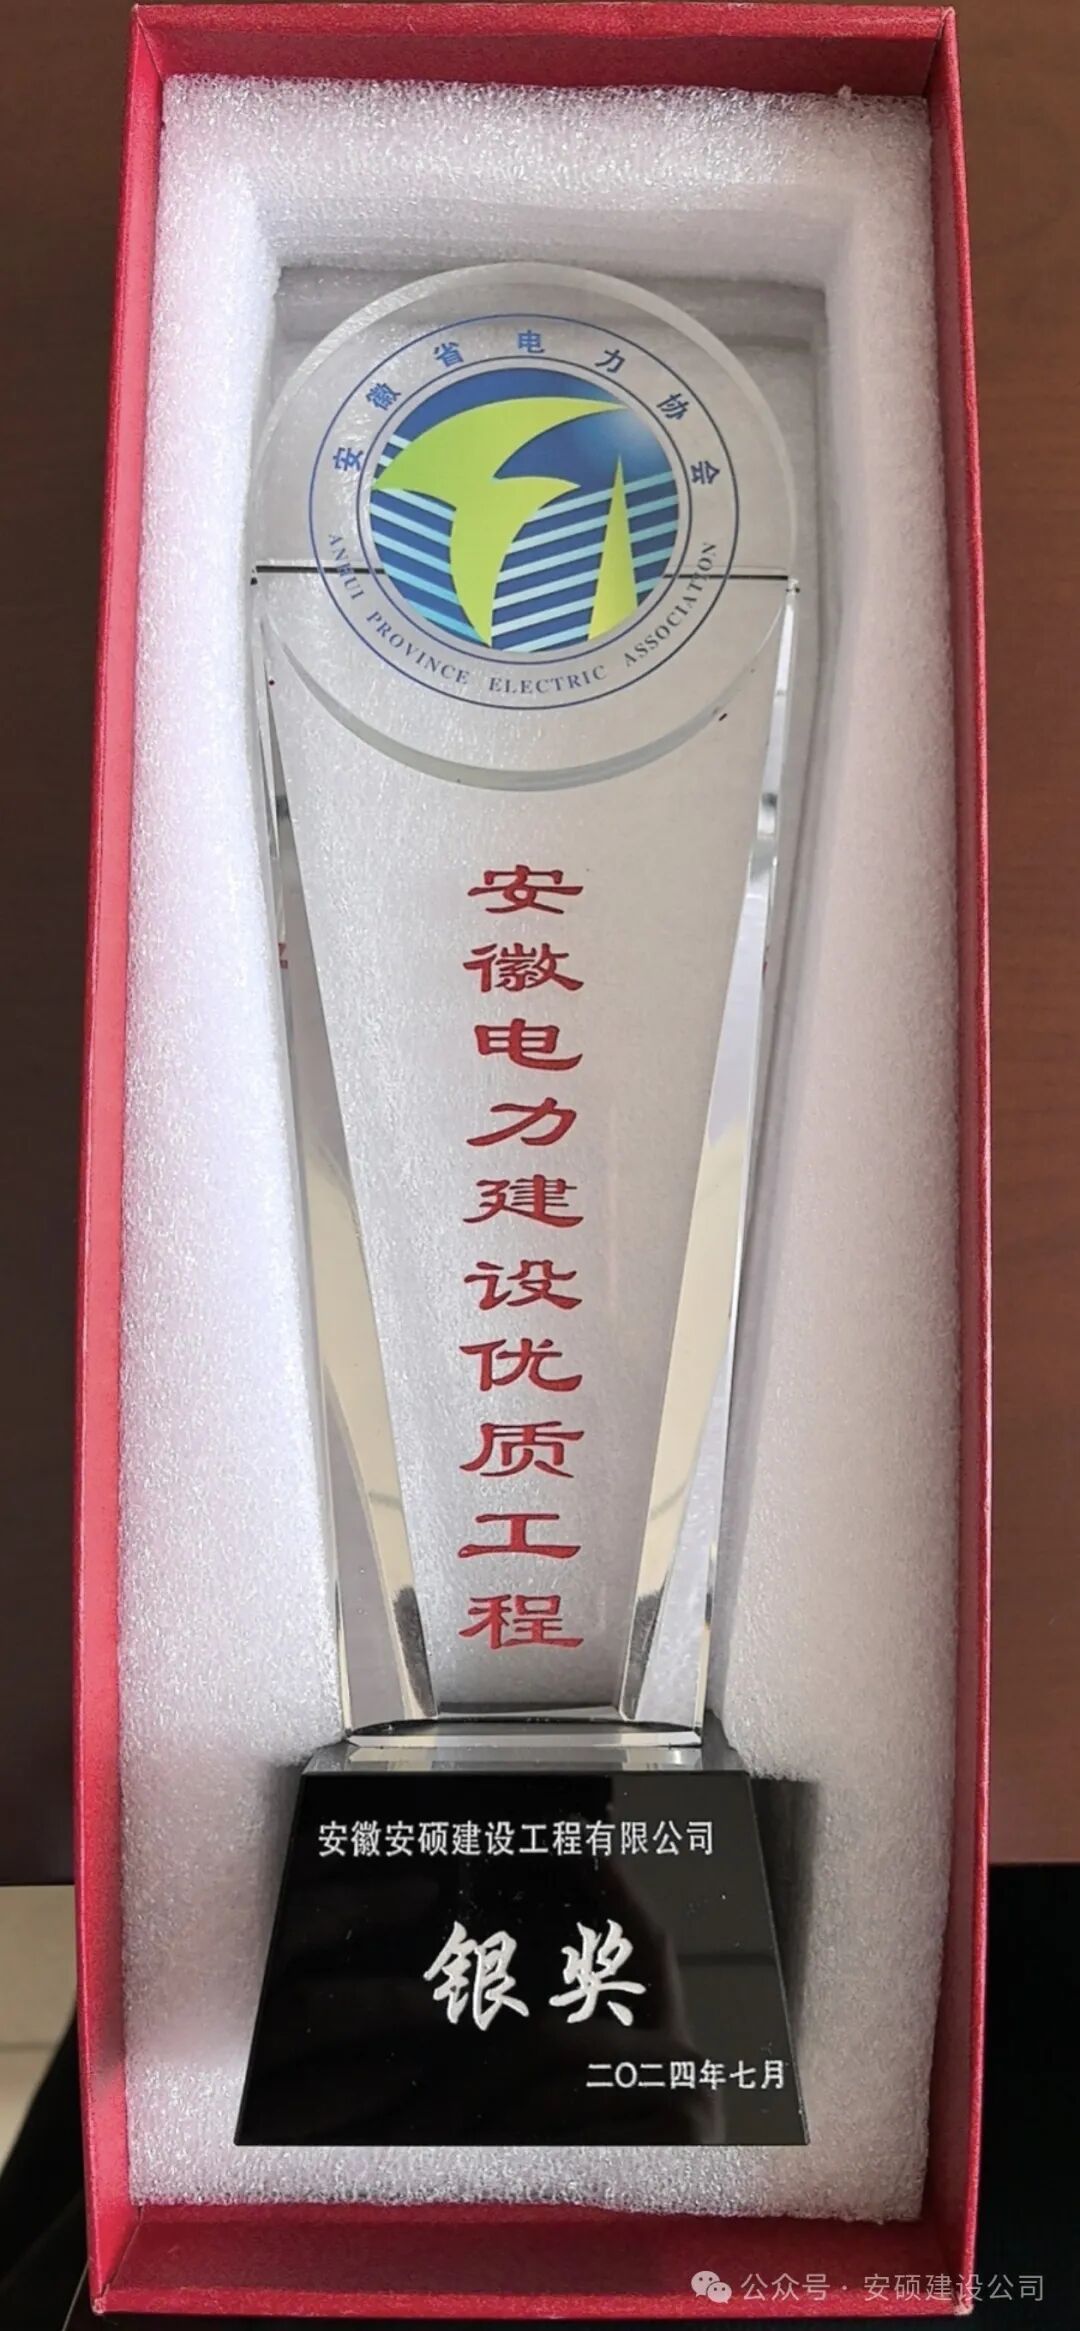 安徽省电力协会
ANHUI PROVINCE ELECTRIC ASSOCIATION
安徽电力建设优质工程
安徽安硕建设工程有限公司
银奖
二〇二四年七月
公众号·安硕建设公司